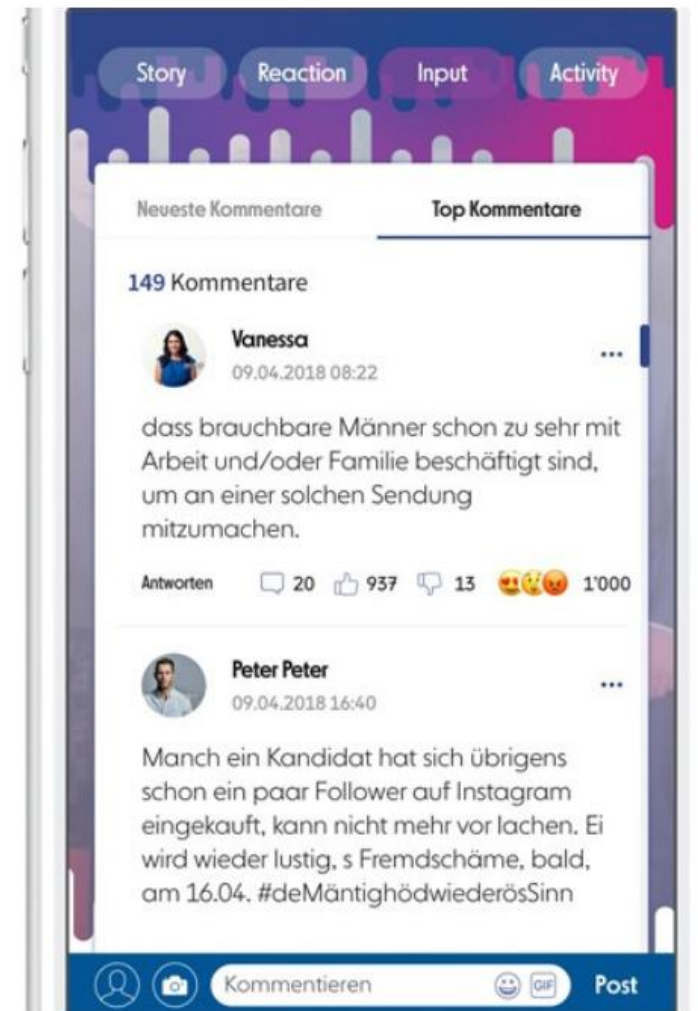 Story Reaction Input Activity
Neueste Kommentare Top Kommentare
149 Kommentare
Vanessa
09.04.2018 08:22
dass brauchbare Männer schon zu sehr mit
Arbeit und/oder Familie beschäftigt sind,
um an einer solchen Sendung
mitzumachen.
Antworten 20 937 13 1'000
Peter Peter
09.04.2018 16:40
Manch ein Kandidat hat sich übrigens
schon ein paar Follower auf Instagram
eingekauft, kann nicht mehr vor lachen. Ei
wird wieder lustig, s Fremdschäme, bald,
am 16.04. #deMäntighödwiederösSinn
Kommentieren GIF Post